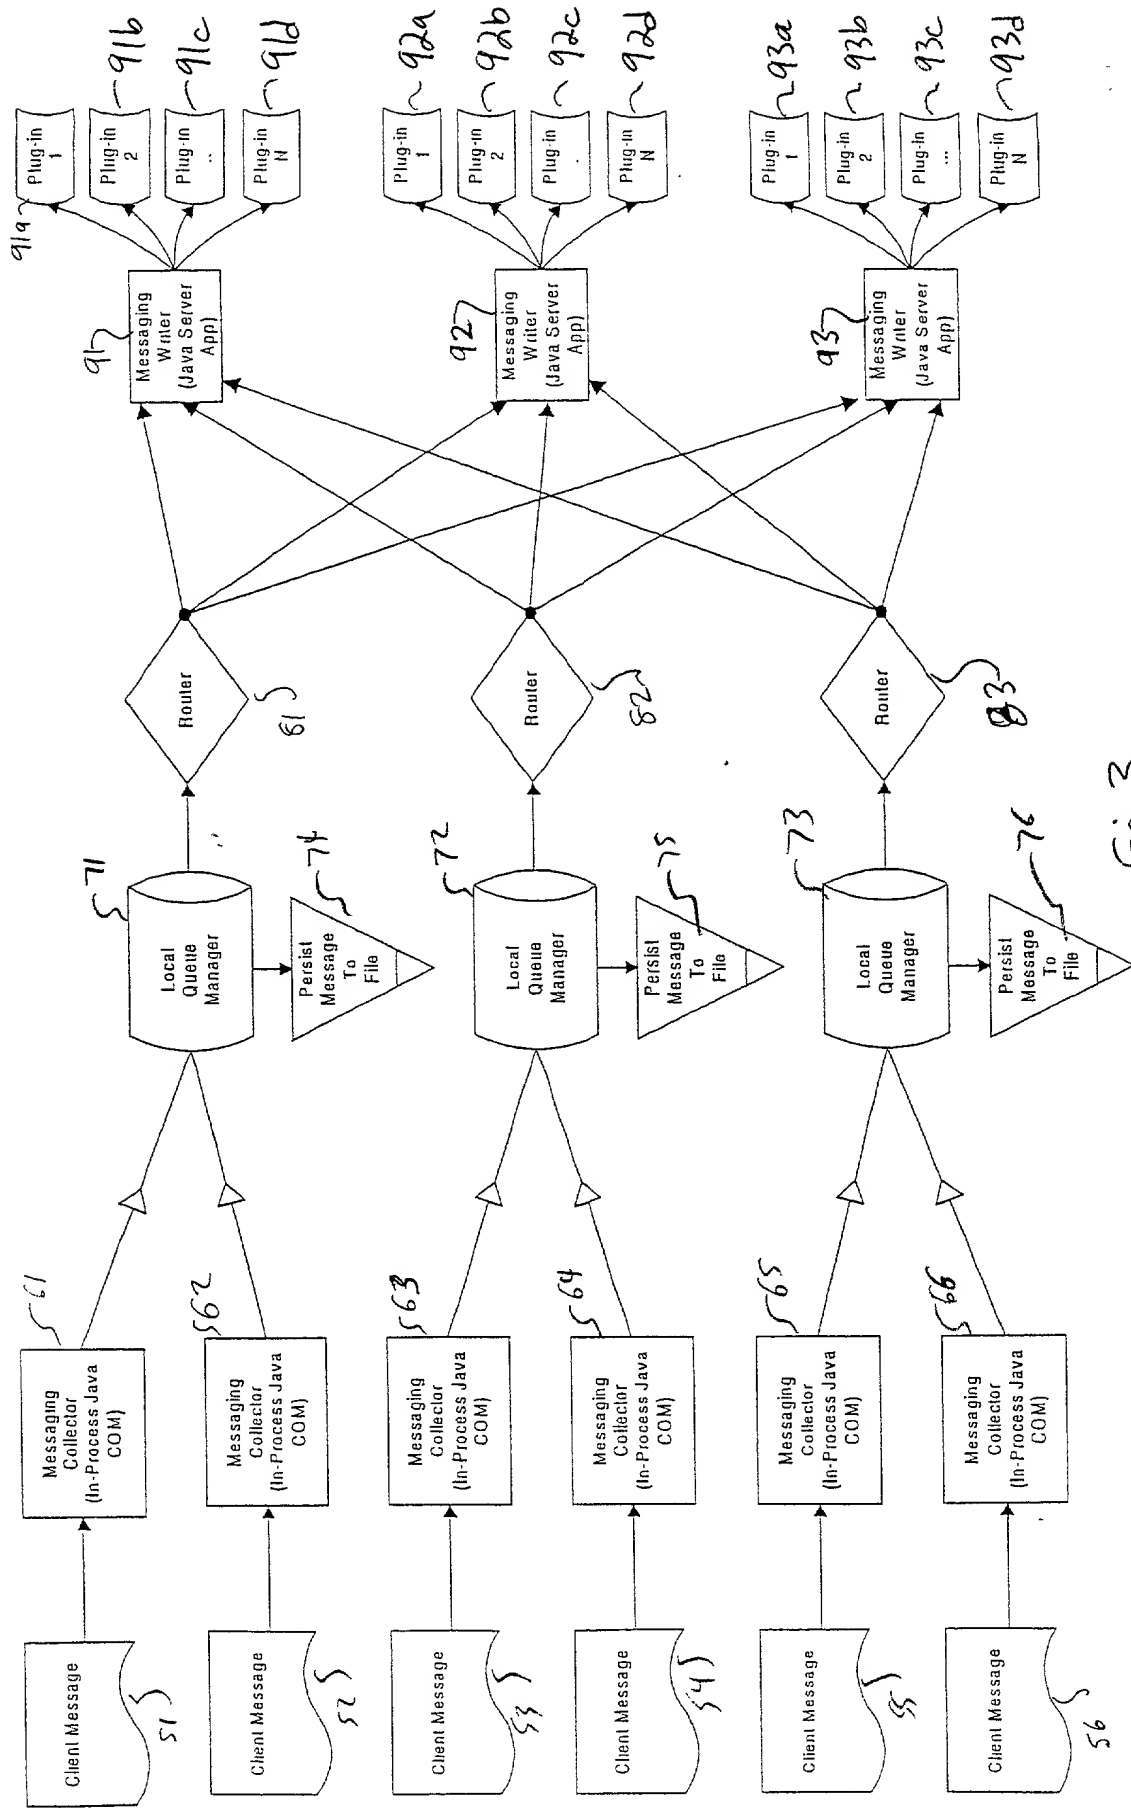 Client Message
51
Client Message
52
Client Message
53
Client Message
54
Client Message
55
Client Message
56
Messaging
Collector
(In-Process Java
COM)
61
Messaging
Collector
(In-Process Java
COM)
62
Messaging
Collector
(In-Process Java
COM)
63
Messaging
Collector
(In-Process Java
COM)
64
Messaging
Collector
(In-Process Java
COM)
65
Messaging
Collector
(In-Process Java
COM)
66
Local
Queue
Manager
71
Persist
Message
To
File
74
Local
Queue
Manager
72
Persist
Message
To
File
75
Local
Queue
Manager
73
Persist
Message
To
File
76
Router
81
Router
82
Router
83
Messaging
Writer
(Java Server
App)
91
Messaging
Writer
(Java Server
App)
92
Messaging
Writer
(Java Server
App)
93
Plug-in
1
91a
Plug-in
2
91b
Plug-in
..
91c
Plug-in
N
91d
Plug-in
1
92a
Plug-in
2
92b
Plug-in
.
92c
Plug-in
N
92d
Plug-in
1
93a
Plug-in
2
93b
Plug-in
...
93c
Plug-in
N
93d